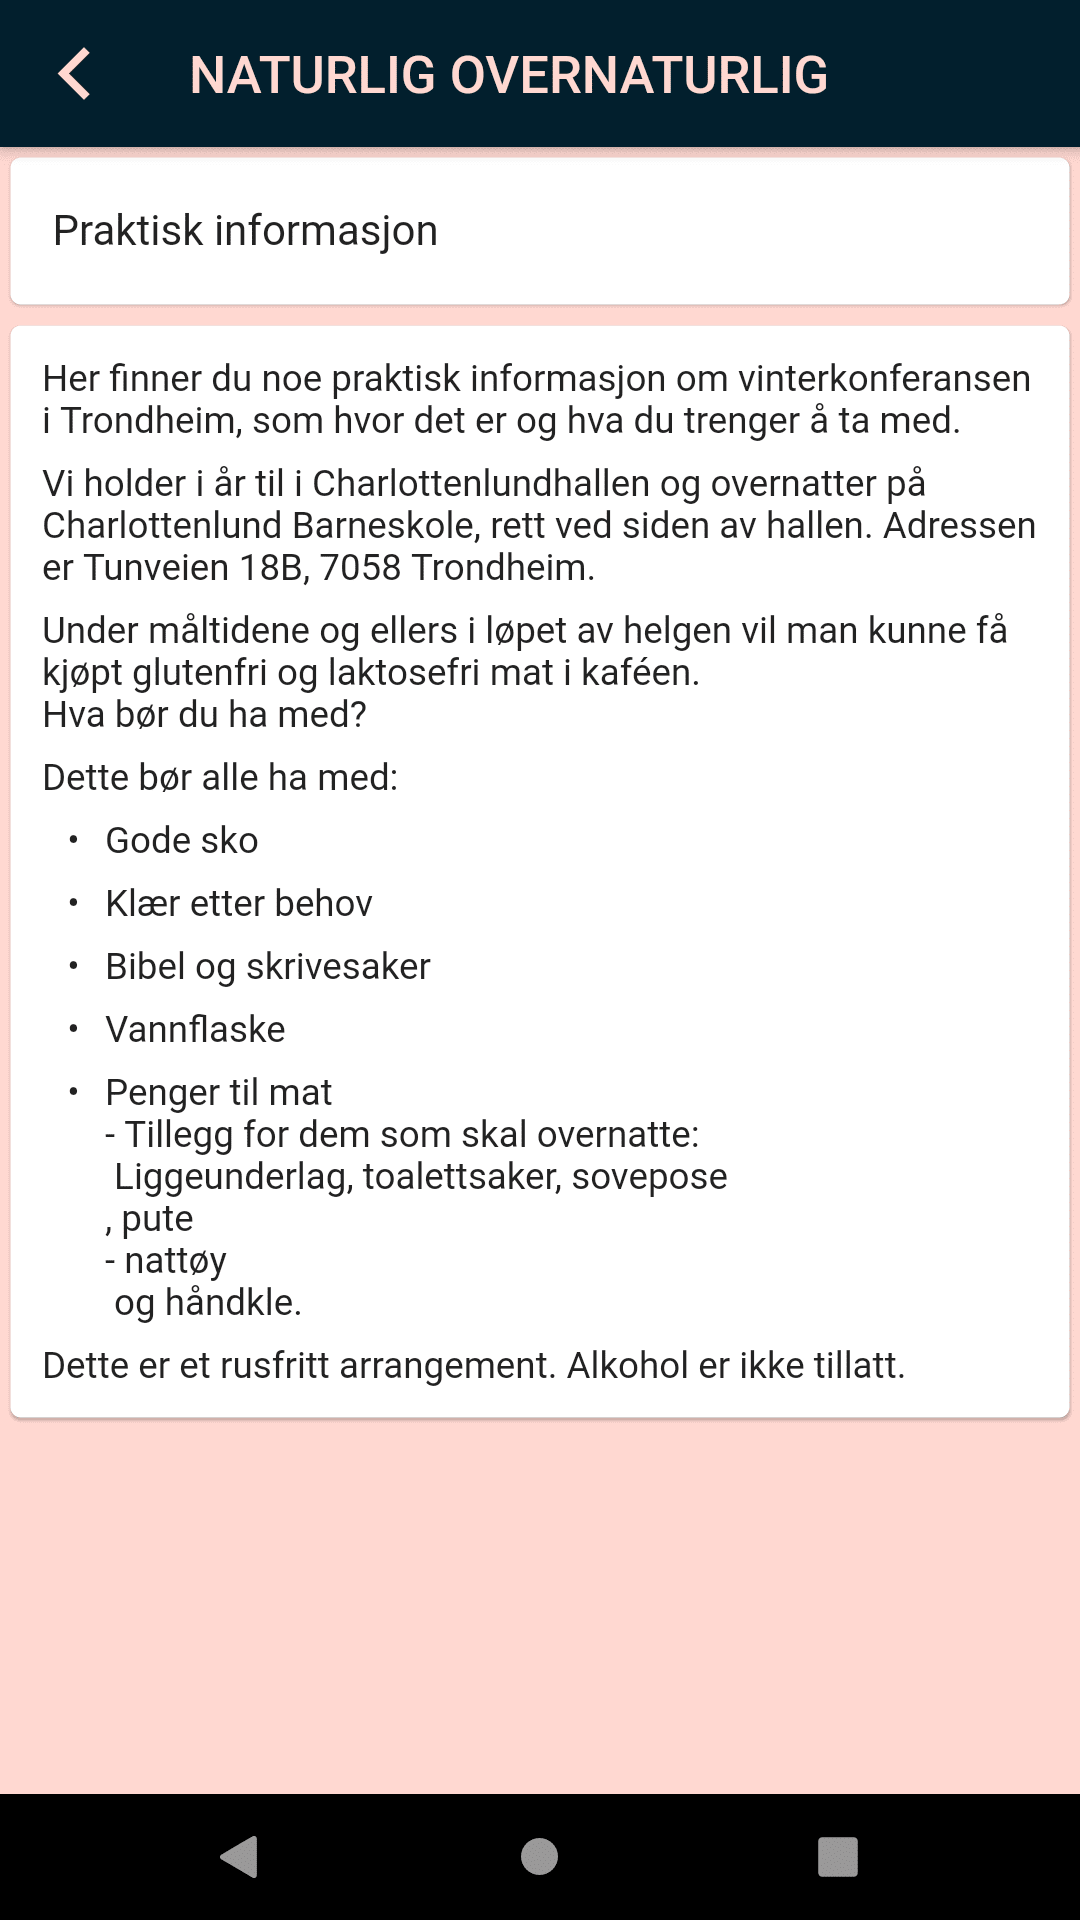 NATURLIG OVERNATURLIG
Praktisk informasjon
Her finner du noe praktisk informasjon om vinterkonferansen
i Trondheim, som hvor det er og hva du trenger å ta med.
Vi holder i år til i Charlottenlundhallen og overnatter på
Charlottenlund Barneskole, rett ved siden av hallen. Adressen
er Tunveien 18B, 7058 Trondheim.
Under måltidene og ellers i løpet av helgen vil man kunne få
kjøpt glutenfri og laktosefri mat i kaféen.
Hva bør du ha med?
Dette bør alle ha med:
• Gode sko
• Klær etter behov
• Bibel og skrivesaker
• Vannflaske
• Penger til mat
- Tillegg for dem som skal overnatte:
Liggeunderlag, toalettsaker, sovepose
, pute
- nattøy
og håndkle.
Dette er et rusfritt arrangement. Alkohol er ikke tillatt.